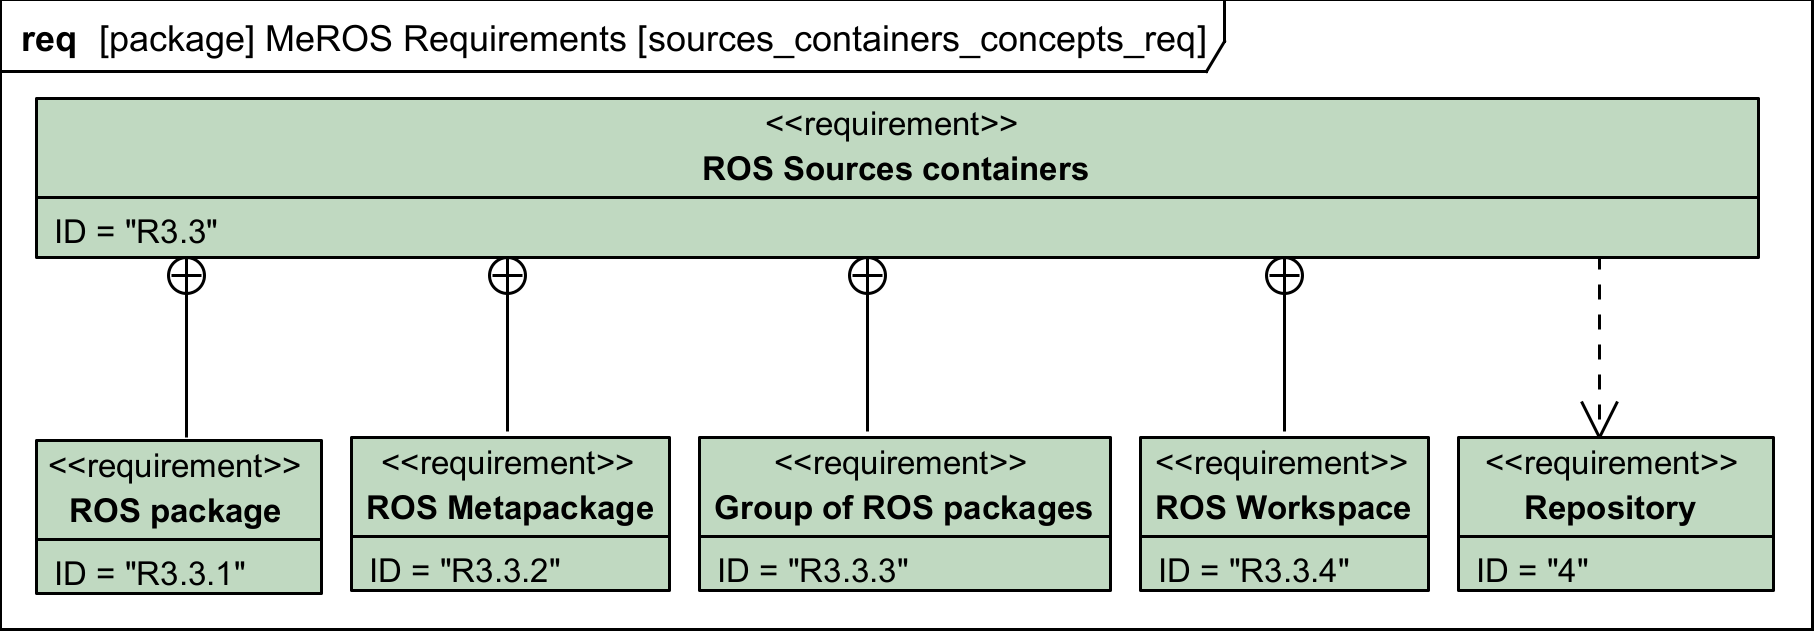 req [package] MeROS Requirements [sources_containers_concepts_req]
<<requirement>>
ROS Sources containers
ID = "R3.3"
<<requirement>>
ROS package
ID = "R3.3.1"
<<requirement>>
ROS Metapackage
ID = "R3.3.2"
<<requirement>>
Group of ROS packages
ID = "R3.3.3"
<<requirement>>
ROS Workspace
ID = "R3.3.4"
<<requirement>>
Repository
ID = "4"